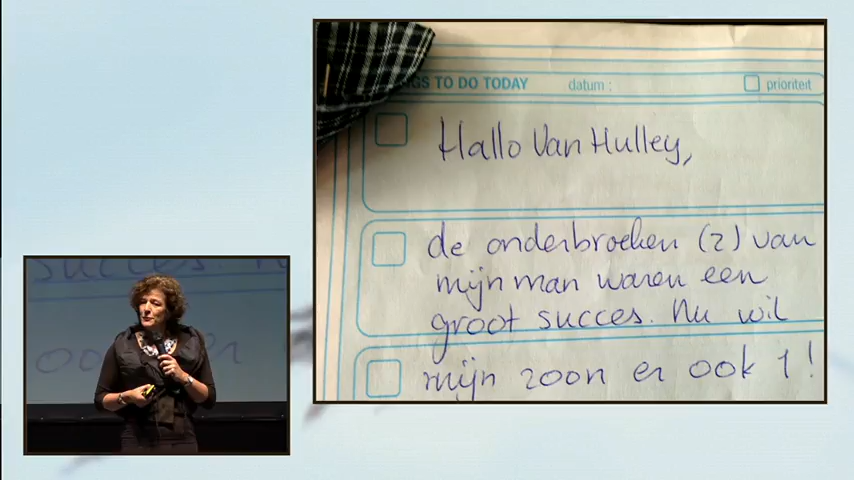 GS TO DO TODAY datum : prioriteit
Hallo Van Hulley,
de onderbroeken (2) van
mijn man waren een
groot succes. Nu wil
mijn zoon er ook 1!
succes.